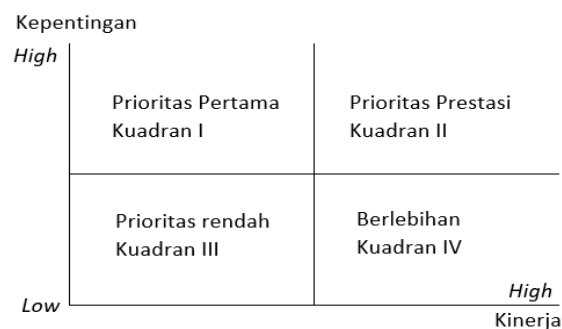 Kepentingan
High
Prioritas Pertama
Kuadran I
Prioritas Prestasi
Kuadran II
Prioritas rendah
Kuadran III
Berlebihan
Kuadran IV
Low
High
Kinerja